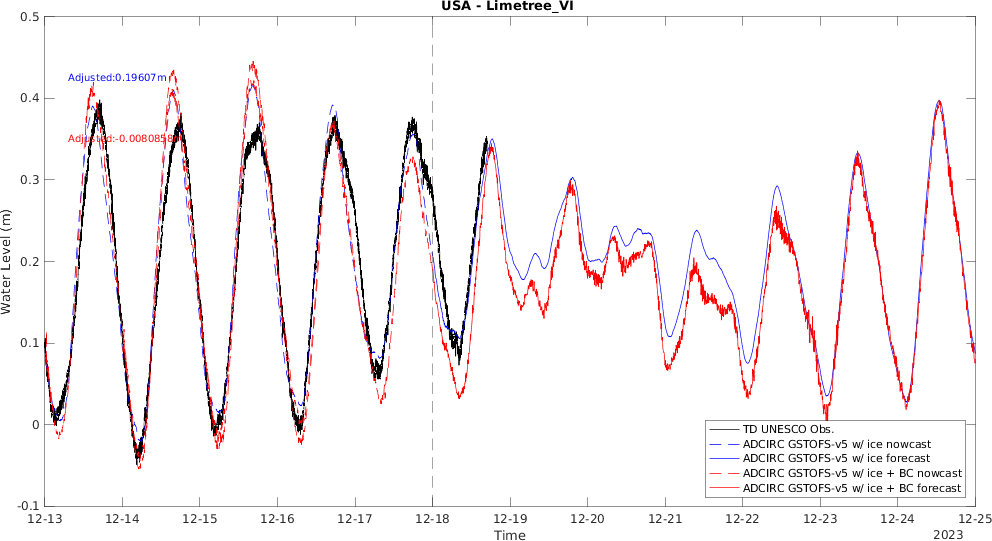 USA - Limetree_VI
0.5
0.4
0.3
0.2
0.1
0
-0.1
Water Level (m)
Adjusted:0.19607m
Adjusted:-0.0080858
12-13
12-14
12-15
12-16
12-17
12-18
12-19
12-20
12-21
12-22
12-23
12-24
12-25
Time
2023
TD UNESCO Obs.
ADCIRC GSTOFS-v5 w/ ice nowcast
ADCIRC GSTOFS-v5 w/ ice forecast
ADCIRC GSTOFS-v5 w/ ice + BC nowcast
ADCIRC GSTOFS-v5 w/ ice + BC forecast